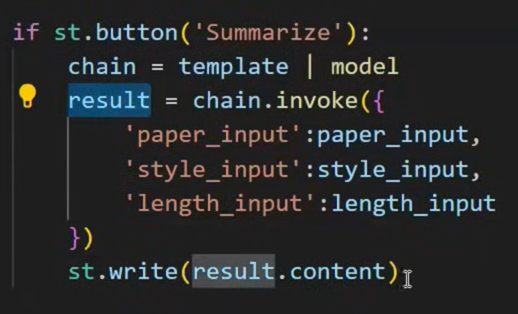 if st.button('Summarize'):
    chain = template | model
    result = chain.invoke({
        'paper_input':paper_input,
        'style_input':style_input,
        'length_input':length_input
    })
    st.write(result.content)